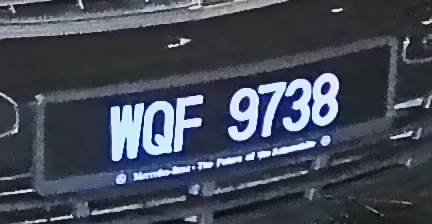 WQF 9738
Mercedes-Benz • The Future of the Automobile